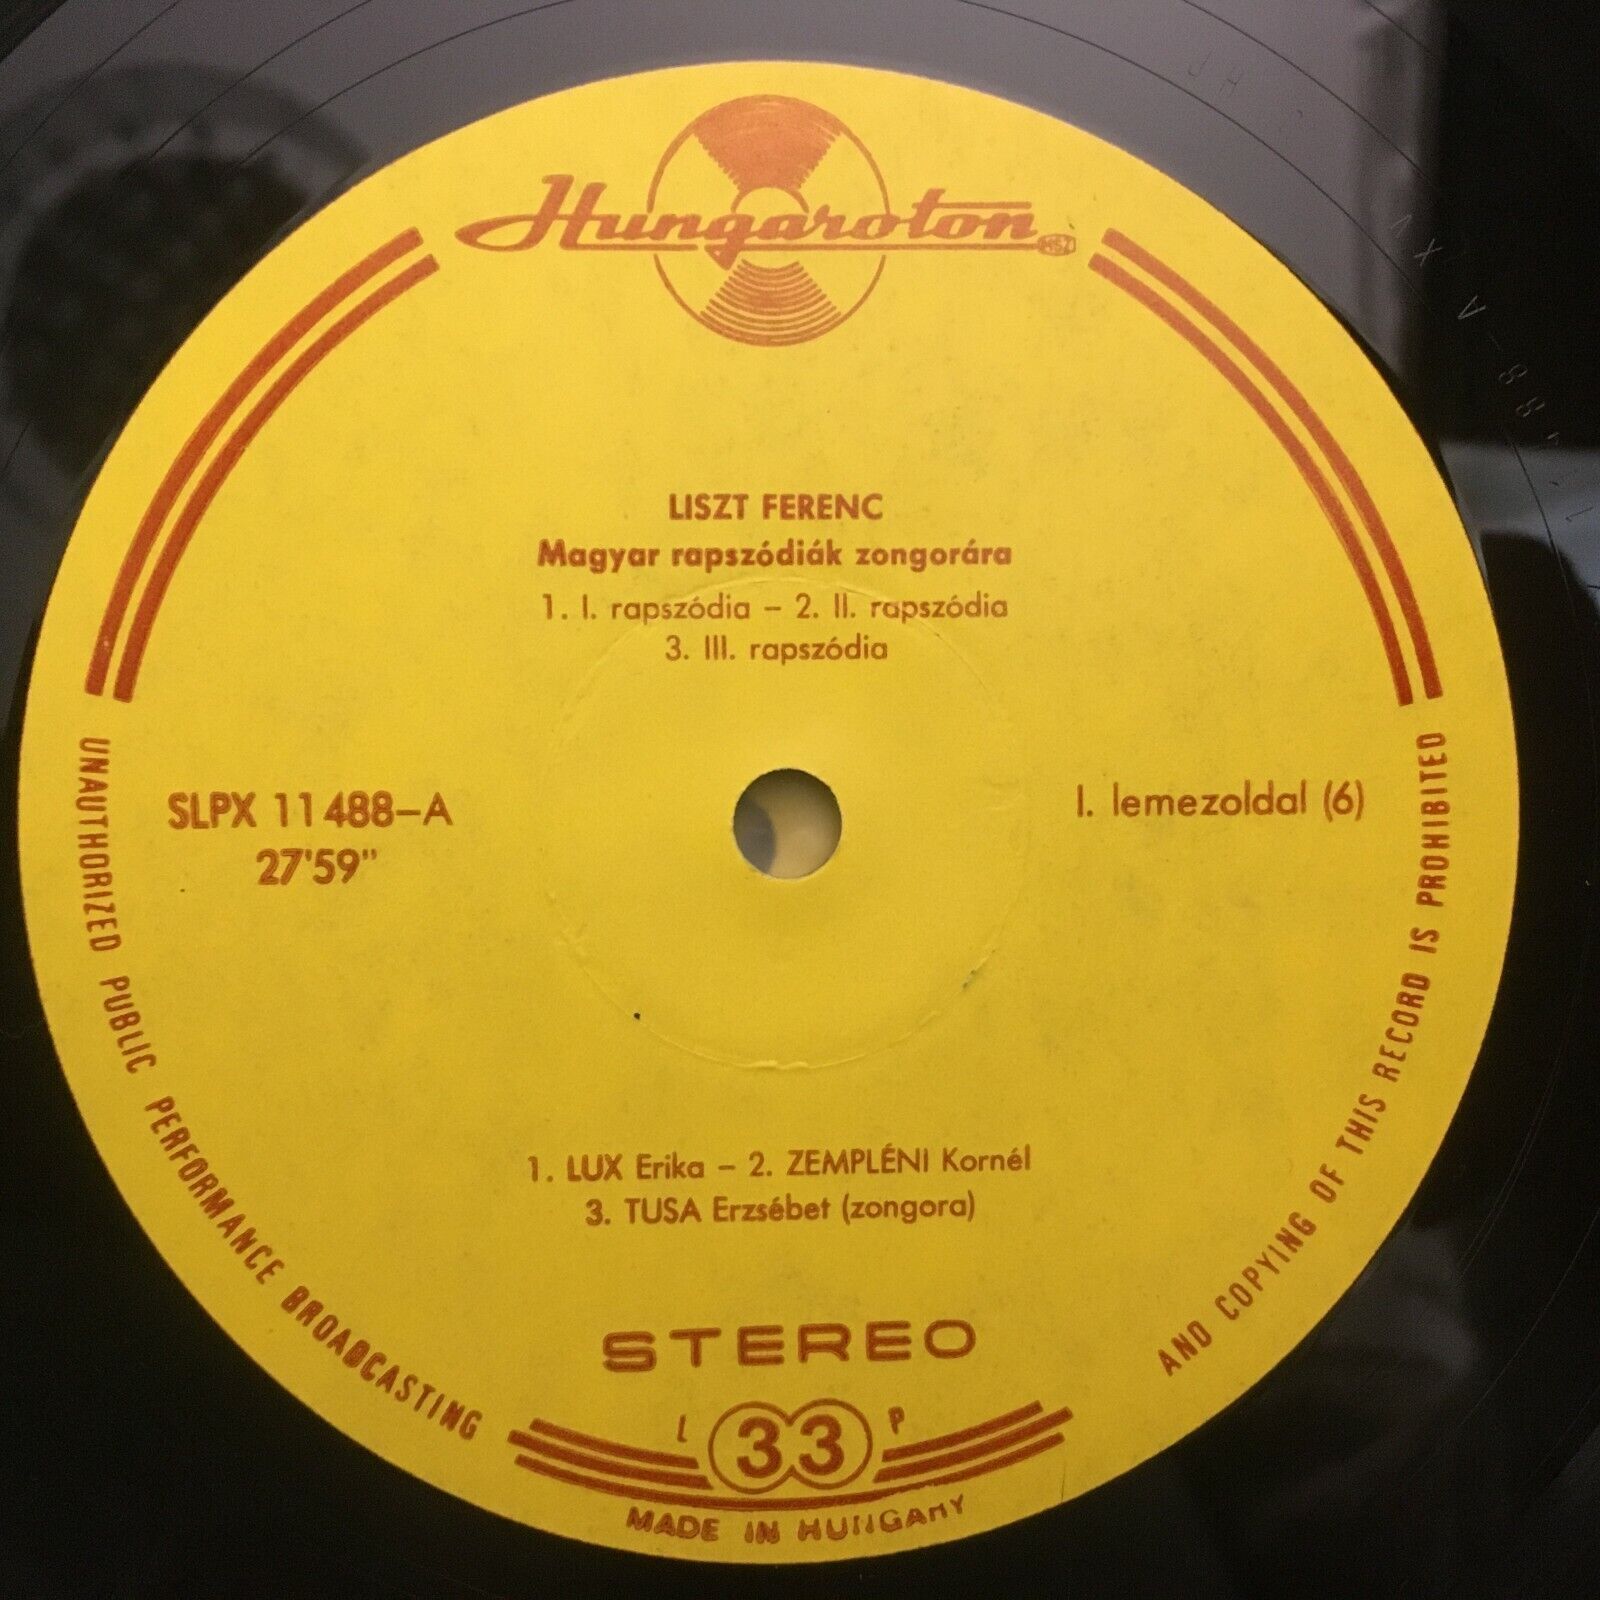 Hungaroton
MSZ
LISZT FERENC
Magyar rapszódiák zongorára
1. I. rapszódia – 2. II. rapszódia
3. III. rapszódia
SLPX 11488–A
27'59"
I. lemezoldal (6)
1. LUX Erika – 2. ZEMPLÉNI Kornél
3. TUSA Erzsébet (zongora)
STEREO
L 33 P
MADE IN HUNGARY
UNAUTHORIZED PUBLIC PERFORMANCE BROADCASTING
AND COPYING OF THIS RECORD IS PROHIBITED